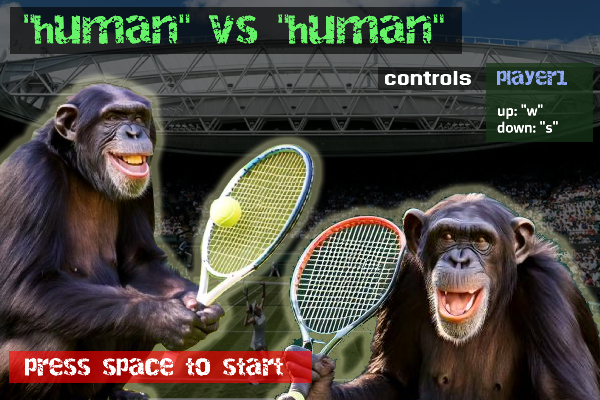 "human" vs "human"
controls
player1
up: "w"
down: "s"
press space to start